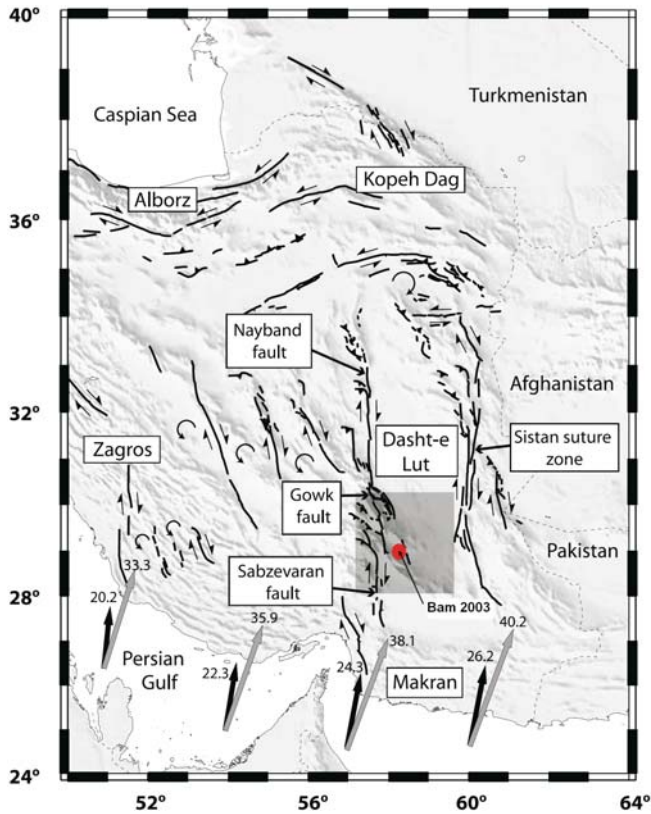 40°
Turkmenistan
Caspian Sea
Kopeh Dag
Alborz
36°
Nayband
fault
Afghanistan
32°
Dasht-e
Lut
Sistan suture
zone
Zagros
Gowk
fault
Pakistan
Sabzevaran
fault
33.3
28°
Bam 2003
20.2
35.9
40.2
38.1
Persian
Gulf
22.3
24.3
26.2
Makran
24°
52°
56°
60°
64°